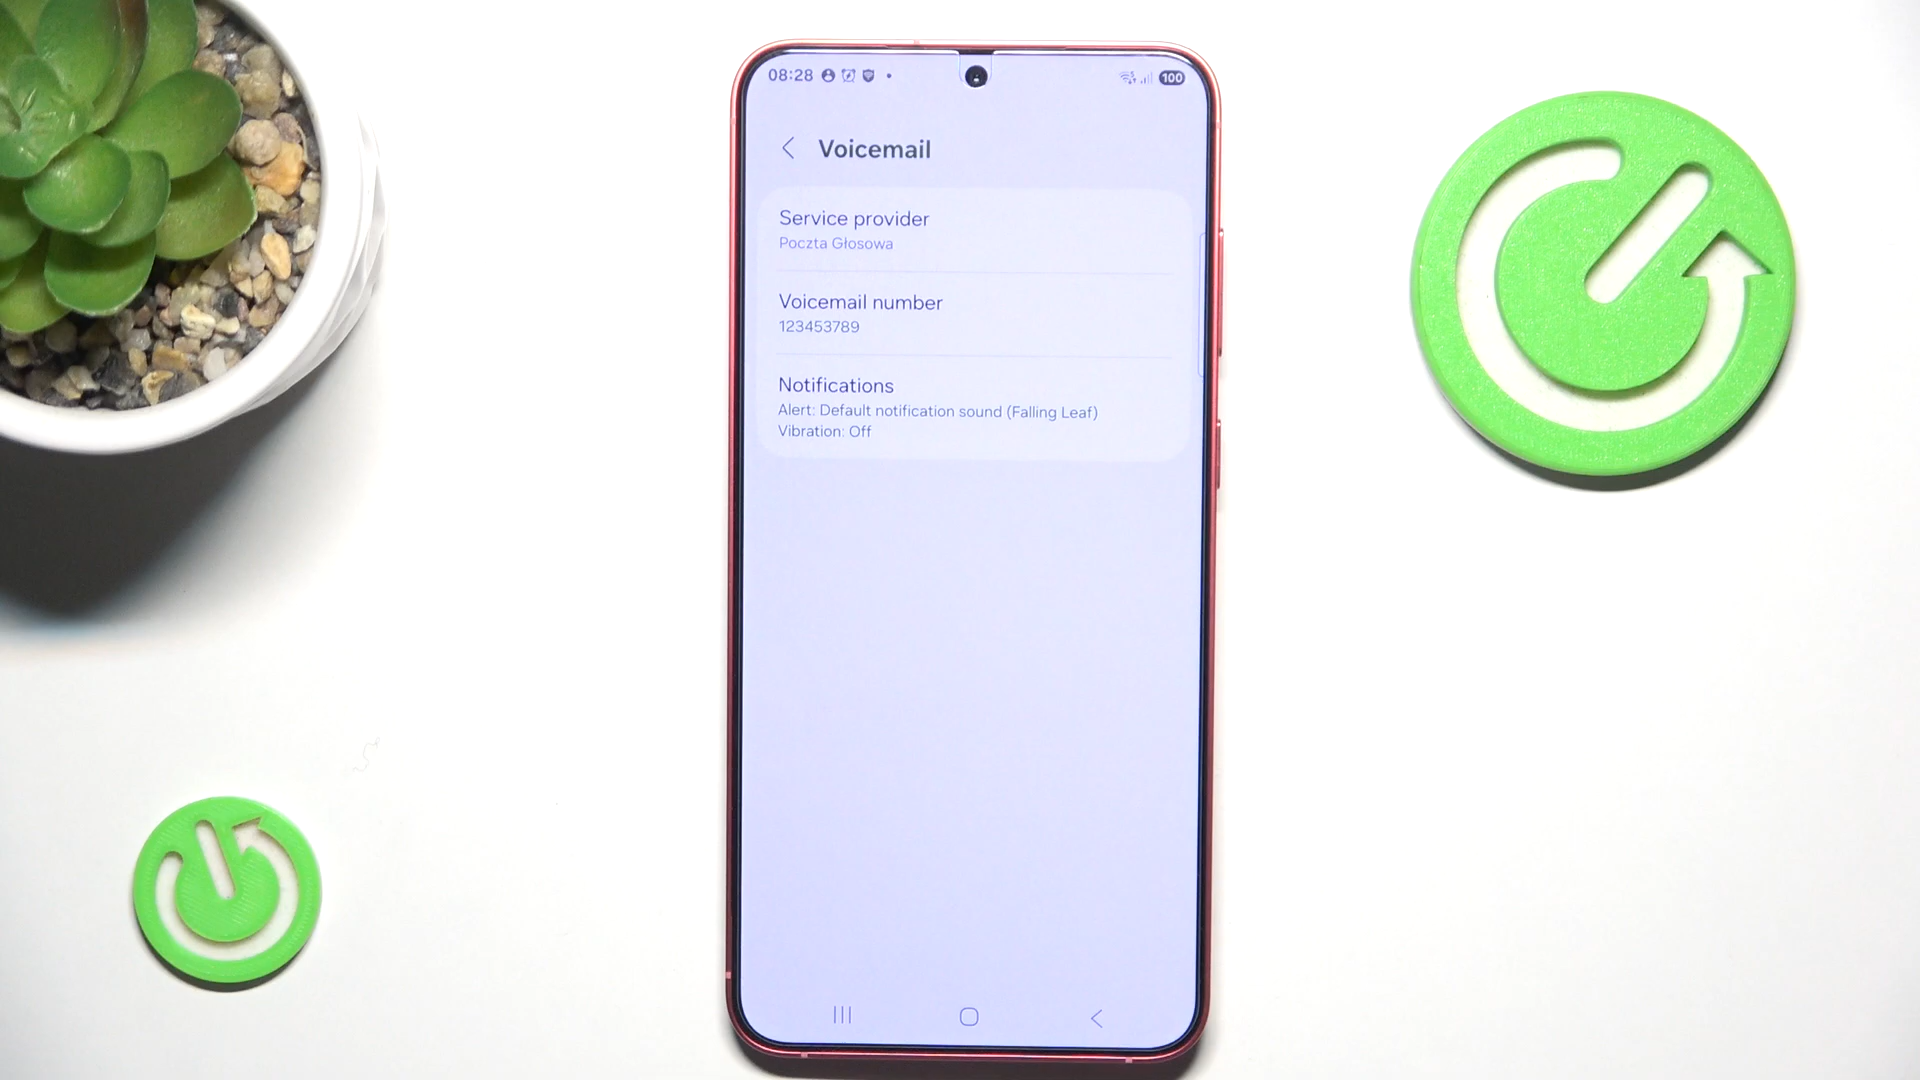 08:28
100
Voicemail
Service provider
Poczta Głosowa
Voicemail number
123453789
Notifications
Alert: Default notification sound (Falling Leaf)
Vibration: Off